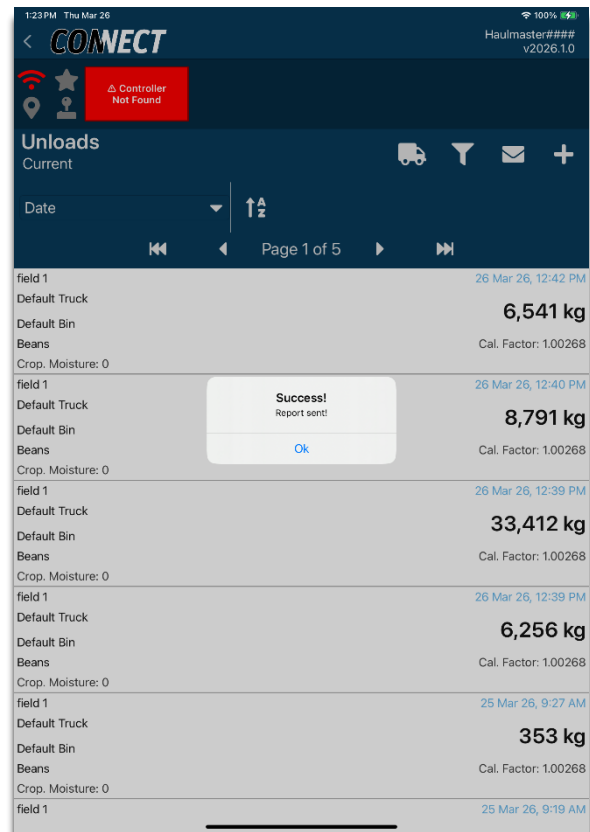 1:23 PM Thu Mar 26
100%
CONNECT
Haulmaster####
v2026.1.0
⚠ Controller
Not Found
Unloads
Current
Date
A
Z
Page 1 of 5
field 1
26 Mar 26, 12:42 PM
Default Truck
6,541 kg
Default Bin
Beans
Cal. Factor: 1.00268
Crop. Moisture: 0
field 1
26 Mar 26, 12:40 PM
Default Truck
8,791 kg
Default Bin
Beans
Cal. Factor: 1.00268
Crop. Moisture: 0
Success!
Report sent!
Ok
field 1
26 Mar 26, 12:39 PM
Default Truck
33,412 kg
Default Bin
Beans
Cal. Factor: 1.00268
Crop. Moisture: 0
field 1
26 Mar 26, 12:39 PM
Default Truck
6,256 kg
Default Bin
Beans
Cal. Factor: 1.00268
Crop. Moisture: 0
field 1
25 Mar 26, 9:27 AM
Default Truck
353 kg
Default Bin
Beans
Cal. Factor: 1.00268
Crop. Moisture: 0
field 1
25 Mar 26, 9:19 AM